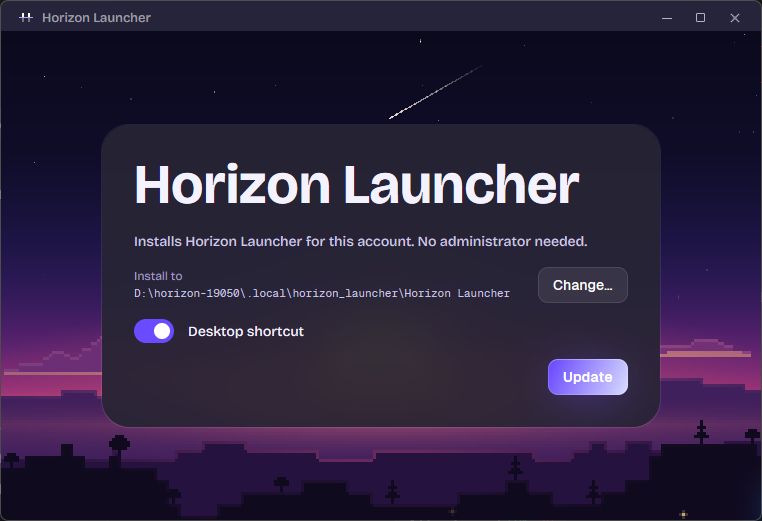 Horizon Launcher
Horizon Launcher
Installs Horizon Launcher for this account. No administrator needed.
Install to
D:\horizon-19050\.local\horizon_launcher\Horizon Launcher
Change...
Desktop shortcut
Update